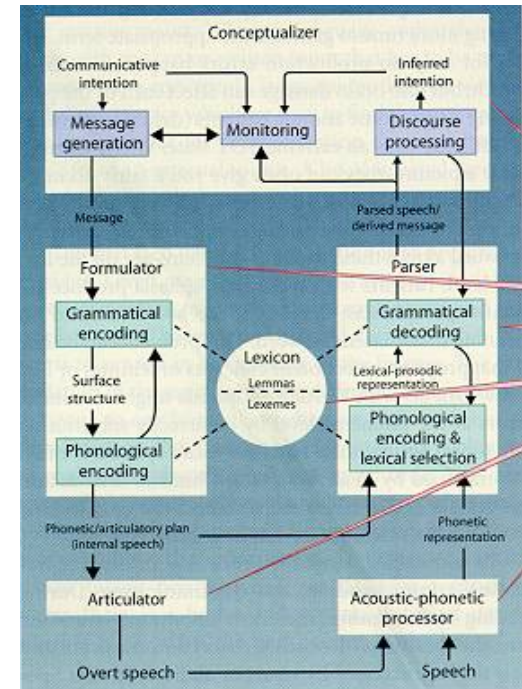 Conceptualizer
Communicative
intention
Inferred
intention
Message
generation
Monitoring
Discourse
processing
Message
Parsed speech/
derived message
Formulator
Parser
Grammatical
encoding
Grammatical
decoding
Lexicon
Lemmas
Lexemes
Surface
structure
Lexical-prosodic
representation
Phonological
encoding
Phonological
encoding &
lexical selection
Phonetic/articulatory plan
(internal speech)
Phonetic
representation
Articulator
Acoustic-phonetic
processor
Overt speech
Speech